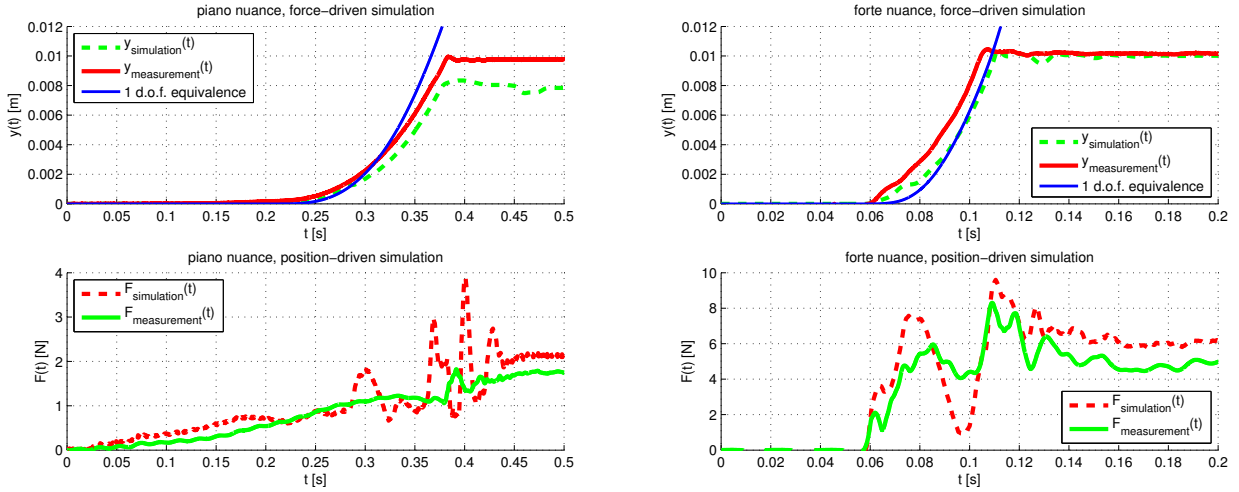 piano nuance, force-driven simulation
0.012
0.01
0.008
0.006
0.004
0.002
0
y(t) [m]
y_simulation(t)
y_measurement(t)
1 d.o.f. equivalence
0 0.05 0.1 0.15 0.2 0.25 0.3 0.35 0.4 0.45 0.5
t [s]
forte nuance, force-driven simulation
0.012
0.01
0.008
0.006
0.004
0.002
0
y(t) [m]
y_simulation(t)
y_measurement(t)
1 d.o.f. equivalence
0 0.02 0.04 0.06 0.08 0.1 0.12 0.14 0.16 0.18 0.2
t [s]
piano nuance, position-driven simulation
4
3
2
1
0
F(t) [N]
F_simulation(t)
F_measurement(t)
0 0.05 0.1 0.15 0.2 0.25 0.3 0.35 0.4 0.45 0.5
t [s]
forte nuance, position-driven simulation
10
8
6
4
2
0
F(t) [N]
F_simulation(t)
F_measurement(t)
0 0.02 0.04 0.06 0.08 0.1 0.12 0.14 0.16 0.18 0.2
t [s]